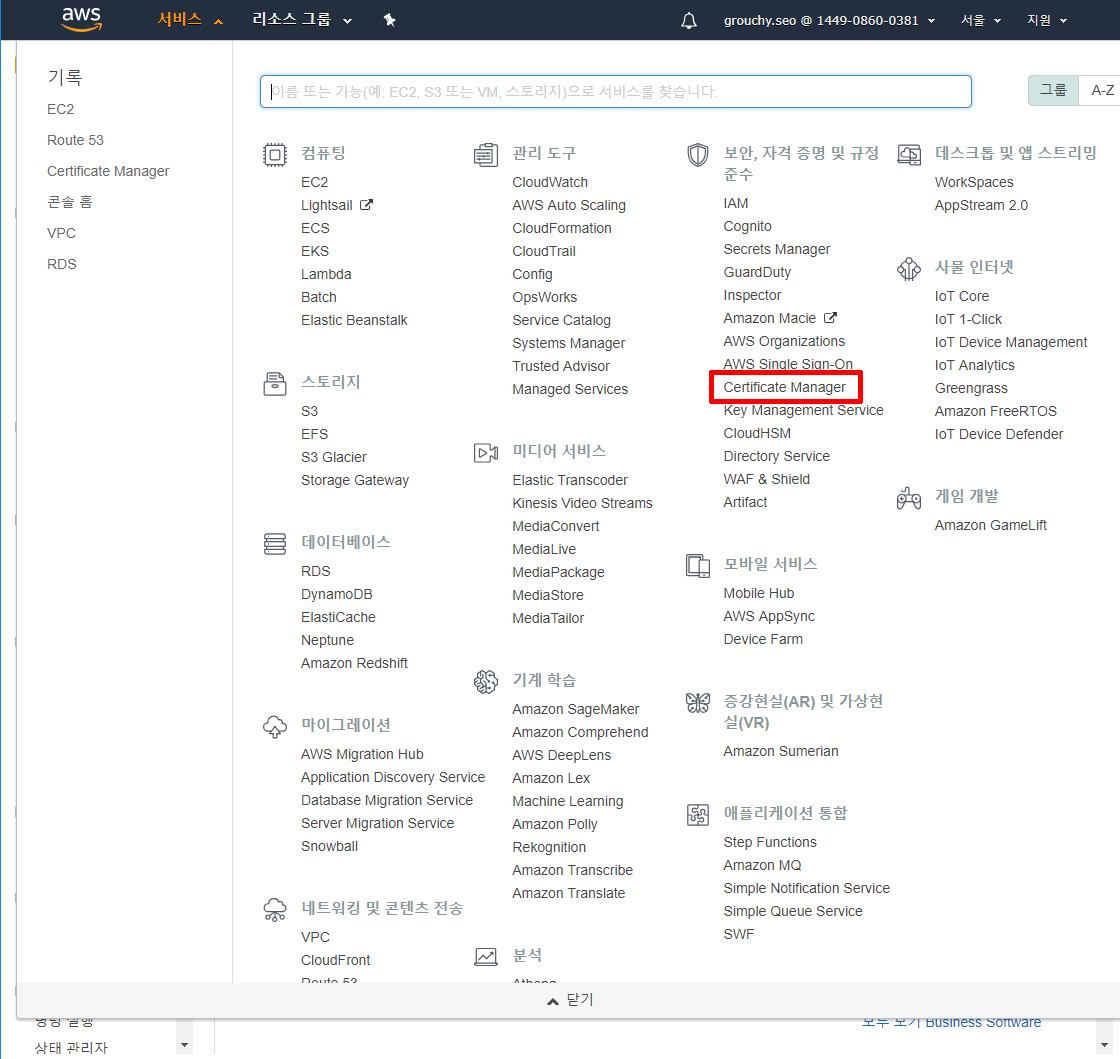 aws
서비스
리소스 그룹
grouchy.seo @ 1449-0860-0381
서울
지원
기록
EC2
Route 53
Certificate Manager
콘솔 홈
VPC
RDS
이름 또는 기능(예: EC2, S3 또는 VM, 스토리지)으로 서비스를 찾습니다.
그룹
A-Z
컴퓨팅
EC2
Lightsail
ECS
EKS
Lambda
Batch
Elastic Beanstalk
스토리지
S3
EFS
S3 Glacier
Storage Gateway
데이터베이스
RDS
DynamoDB
ElastiCache
Neptune
Amazon Redshift
마이그레이션
AWS Migration Hub
Application Discovery Service
Database Migration Service
Server Migration Service
Snowball
네트워킹 및 콘텐츠 전송
VPC
CloudFront
Route 53
관리 도구
CloudWatch
AWS Auto Scaling
CloudFormation
CloudTrail
Config
OpsWorks
Service Catalog
Systems Manager
Trusted Advisor
Managed Services
미디어 서비스
Elastic Transcoder
Kinesis Video Streams
MediaConvert
MediaLive
MediaPackage
MediaStore
MediaTailor
기계 학습
Amazon SageMaker
Amazon Comprehend
AWS DeepLens
Amazon Lex
Machine Learning
Amazon Polly
Rekognition
Amazon Transcribe
Amazon Translate
분석
Athena
보안, 자격 증명 및 규정
준수
IAM
Cognito
Secrets Manager
GuardDuty
Inspector
Amazon Macie
AWS Organizations
AWS Single Sign-On
Certificate Manager
Key Management Service
CloudHSM
Directory Service
WAF & Shield
Artifact
모바일 서비스
Mobile Hub
AWS AppSync
Device Farm
증강현실(AR) 및 가상현
실(VR)
Amazon Sumerian
애플리케이션 통합
Step Functions
Amazon MQ
Simple Notification Service
Simple Queue Service
SWF
데스크톱 및 앱 스트리밍
WorkSpaces
AppStream 2.0
사물 인터넷
IoT Core
IoT 1-Click
IoT Device Management
IoT Analytics
Greengrass
Amazon FreeRTOS
IoT Device Defender
게임 개발
Amazon GameLift
닫기
명령 실행
상태 관리자
모두 보기 Business Software